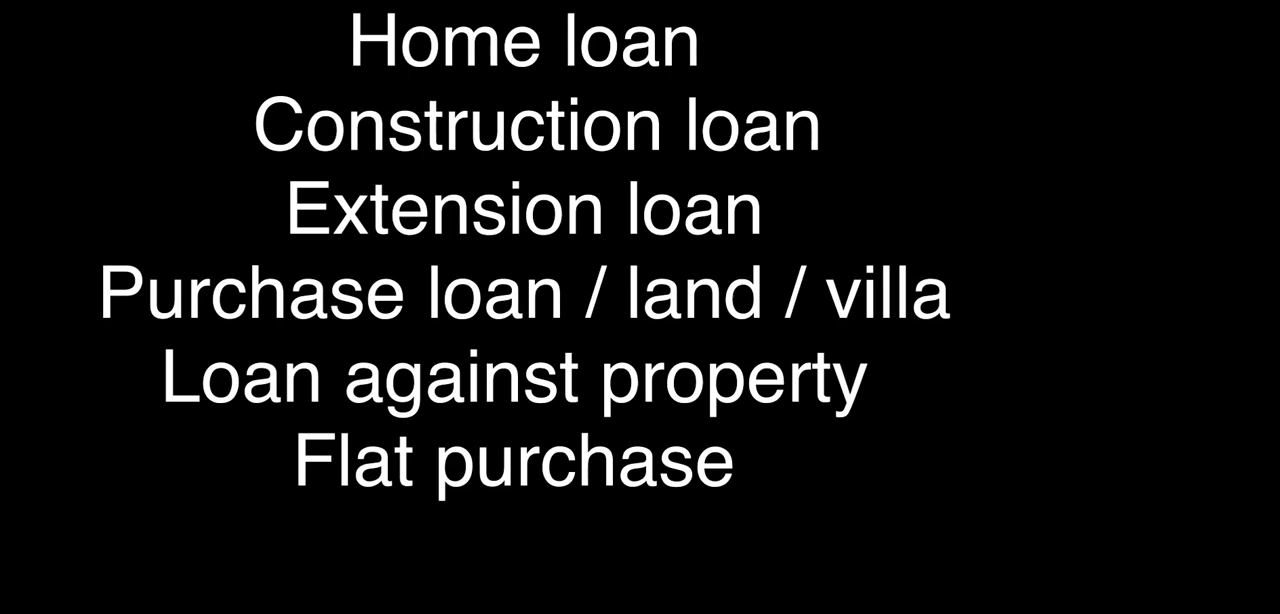 Home loan
Construction loan
Extension loan
Purchase loan / land / villa
Loan against property
Flat purchase